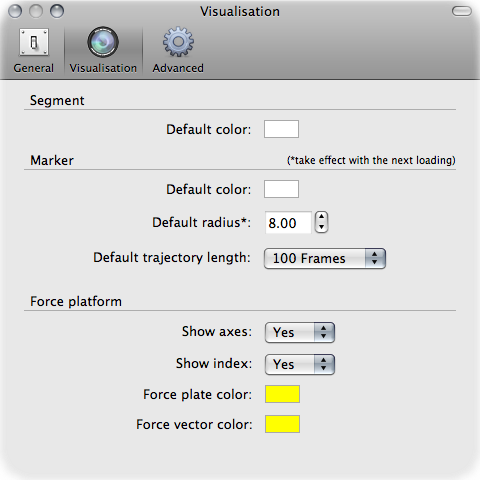 Visualisation
General Visualisation Advanced
Segment
Default color:
Marker (*take effect with the next loading)
Default color:
Default radius*: 8.00
Default trajectory length: 100 Frames
Force platform
Show axes: Yes
Show index: Yes
Force plate color:
Force vector color: